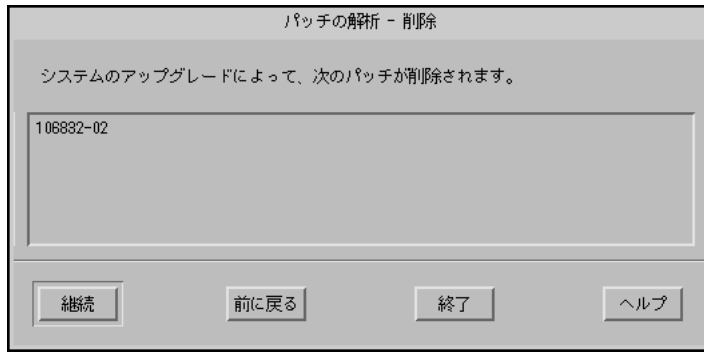 パッチの解析 - 削除
システムのアップグレードによって、次のパッチが削除されます。
106832-02
継続
前に戻る
終了
ヘルプ